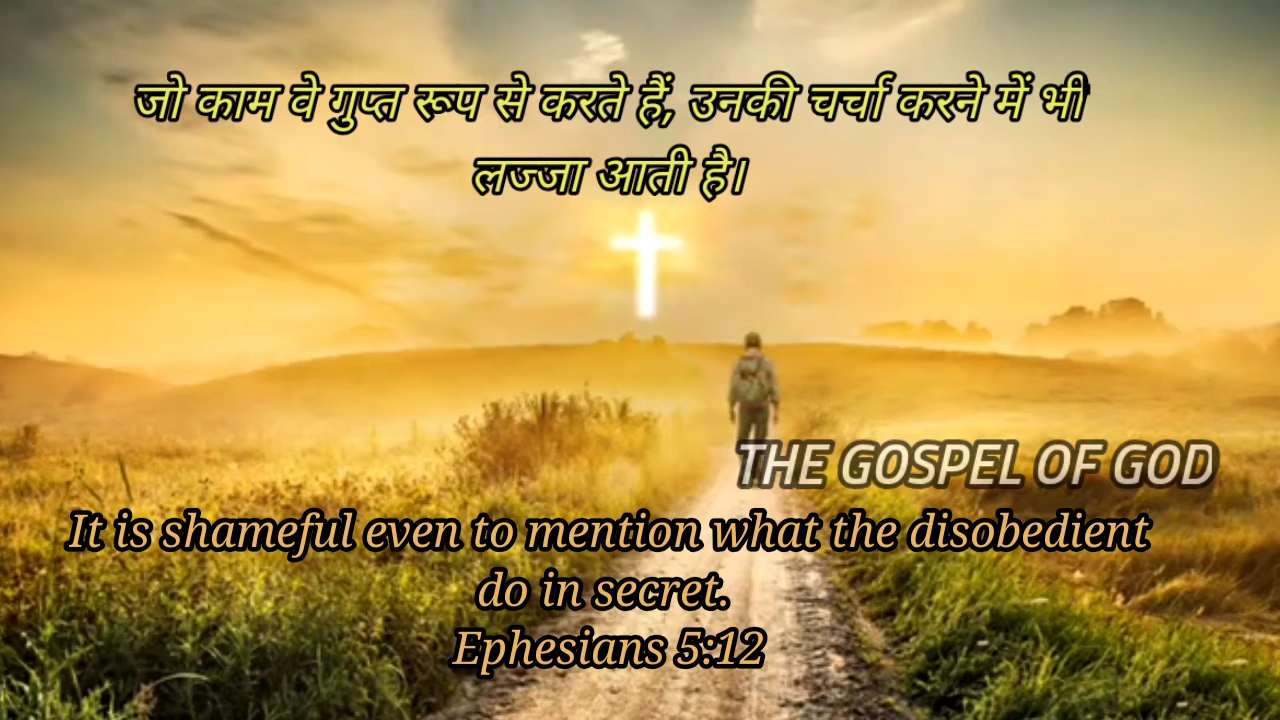 जो काम वे गुप्त रूप से करते हैं, उनकी चर्चा करने में भी
लज्जा आती है।
THE GOSPEL OF GOD
It is shameful even to mention what the disobedient
do in secret.
Ephesians 5:12